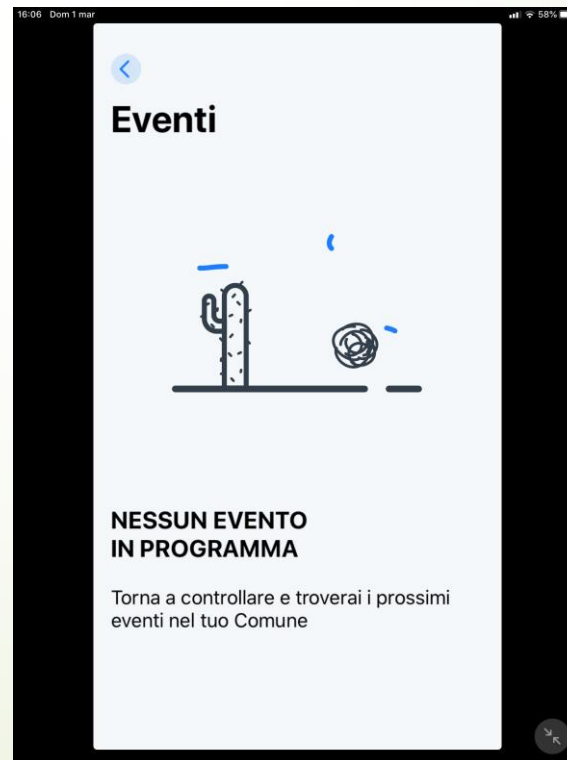 16:06 Dom 1 mar 58%
Eventi
NESSUN EVENTO
IN PROGRAMMA
Torna a controllare e troverai i prossimi
eventi nel tuo Comune